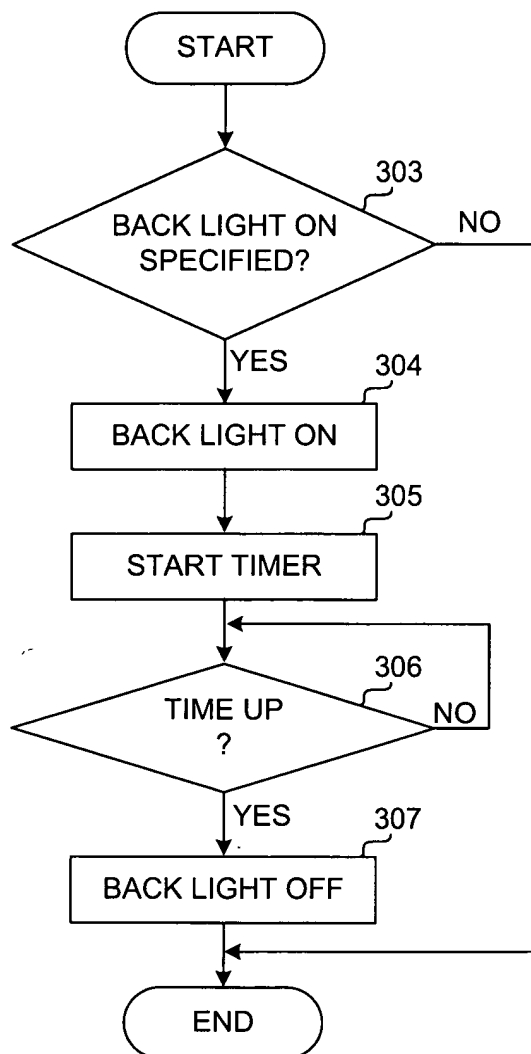 START
303
BACK LIGHT ON
SPECIFIED?
NO
YES
304
BACK LIGHT ON
305
START TIMER
306
TIME UP
?
NO
YES
307
BACK LIGHT OFF
END